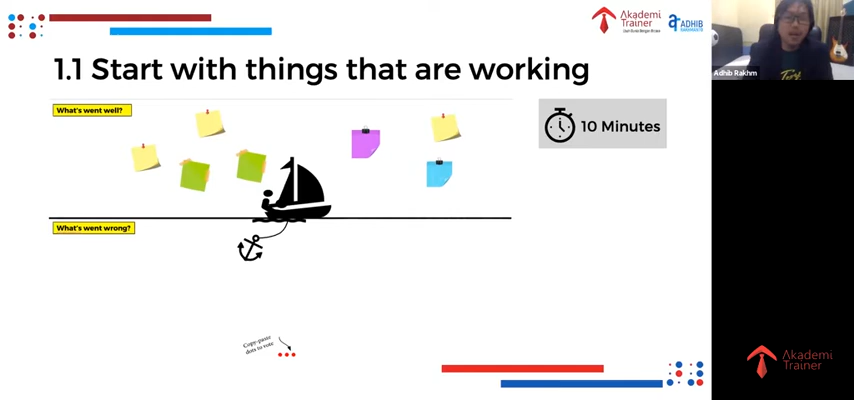 Akademi
Trainer
ADHIB
1.1 Start with things that are working
Adhib Rakhm
What's went well?
10 Minutes
What's went wrong?
Copy-paste
dots to vote
Akademi
Trainer